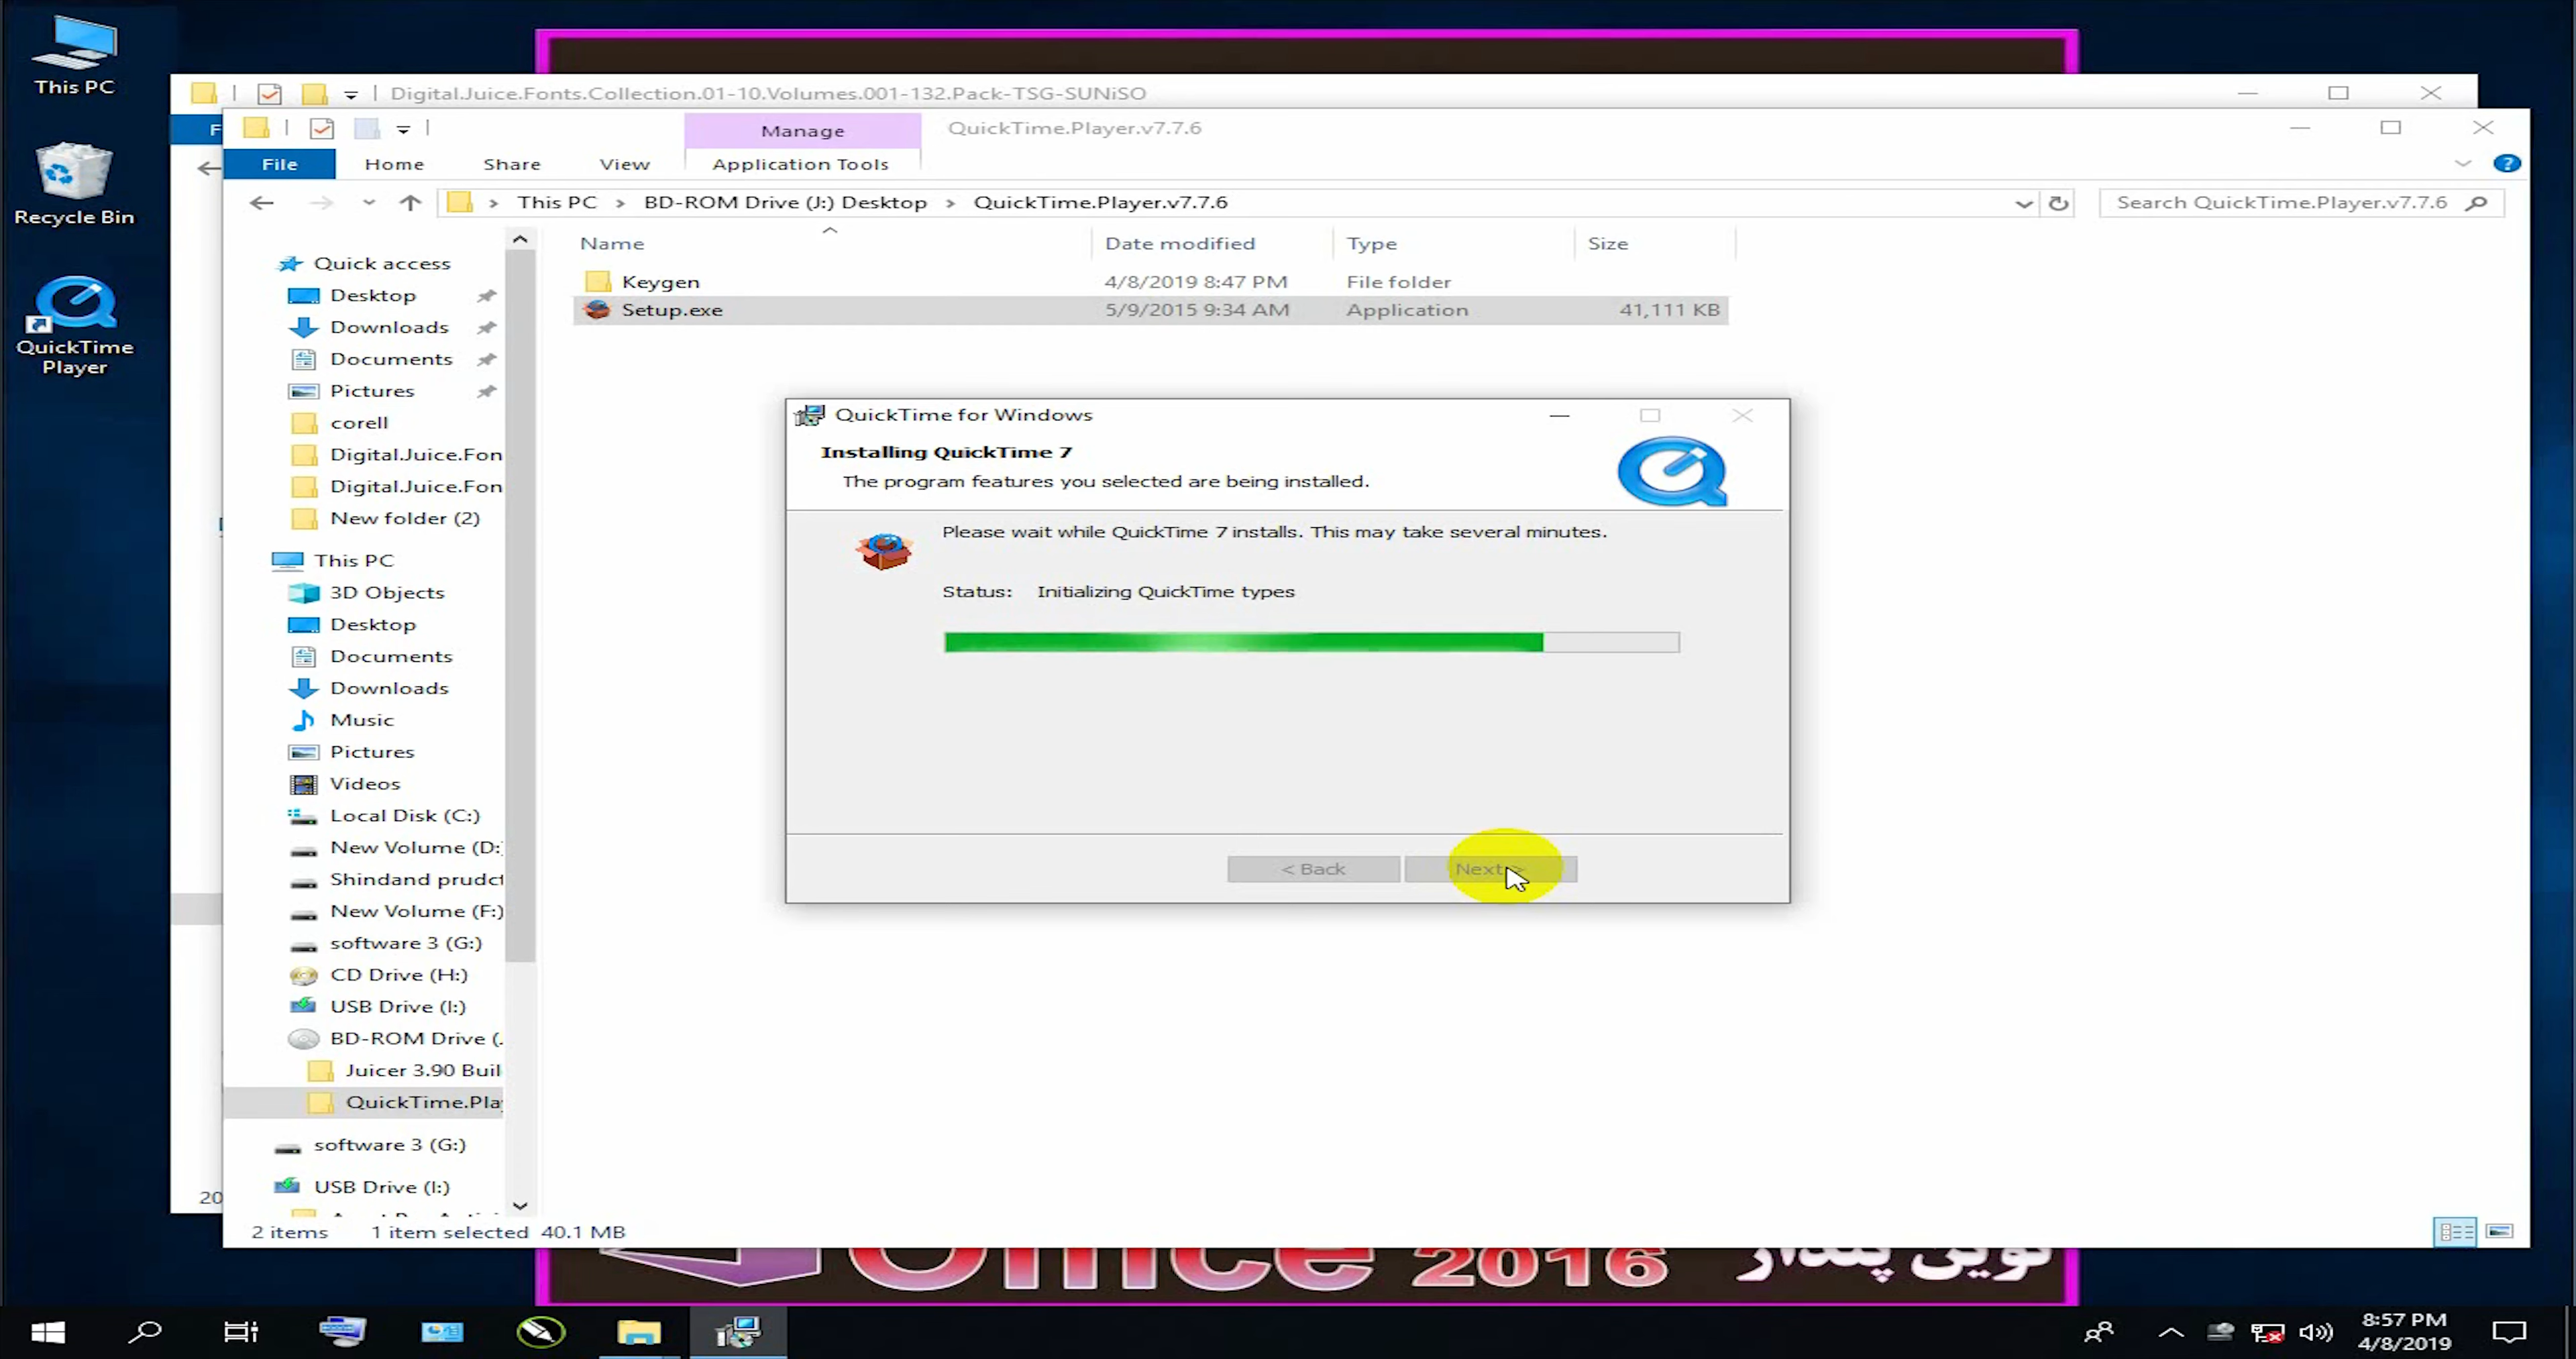 This PC
Recycle Bin
QuickTime
Player
Digital.Juice.Fonts.Collection.01-10.Volumes.001-132.Pack-TSG-SUNiSO
Manage
QuickTime.Player.v7.7.6
F
File
Home
Share
View
Application Tools
This PC > BD-ROM Drive (J:) Desktop > QuickTime.Player.v7.7.6
Search QuickTime.Player.v7.7.6
Name
Date modified
Type
Size
Keygen
4/8/2019 8:47 PM
File folder
Setup.exe
5/9/2015 9:34 AM
Application
41,111 KB
Quick access
Desktop
Downloads
Documents
Pictures
corell
Digital.Juice.Fon
Digital.Juice.Fon
New folder (2)
This PC
3D Objects
Desktop
Documents
Downloads
Music
Pictures
Videos
Local Disk (C:)
New Volume (D:
Shindand prudct
New Volume (F:)
software 3 (G:)
CD Drive (H:)
USB Drive (I:)
BD-ROM Drive (.
Juicer 3.90 Buil
QuickTime.Pla
software 3 (G:)
USB Drive (I:)
QuickTime for Windows
Installing QuickTime 7
The program features you selected are being installed.
Please wait while QuickTime 7 installs. This may take several minutes.
Status: Initializing QuickTime types
< Back
Next >
20
2 items
1 item selected 40.1 MB
Office 2016
نوین پندار
8:57 PM
4/8/2019